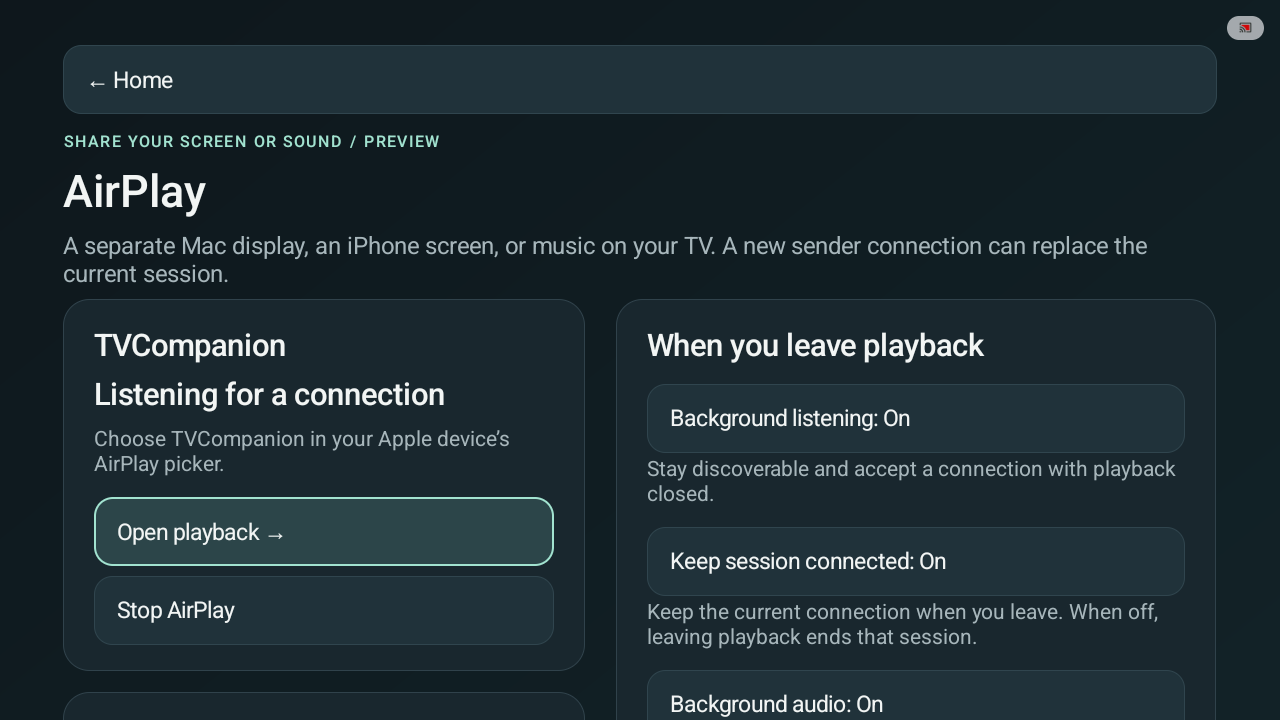 ← Home
SHARE YOUR SCREEN OR SOUND / PREVIEW
AirPlay
A separate Mac display, an iPhone screen, or music on your TV. A new sender connection can replace the
current session.
TVCompanion
Listening for a connection
Choose TVCompanion in your Apple device’s
AirPlay picker.
Open playback →
Stop AirPlay
When you leave playback
Background listening: On
Stay discoverable and accept a connection with playback
closed.
Keep session connected: On
Keep the current connection when you leave. When off,
leaving playback ends that session.
Background audio: On